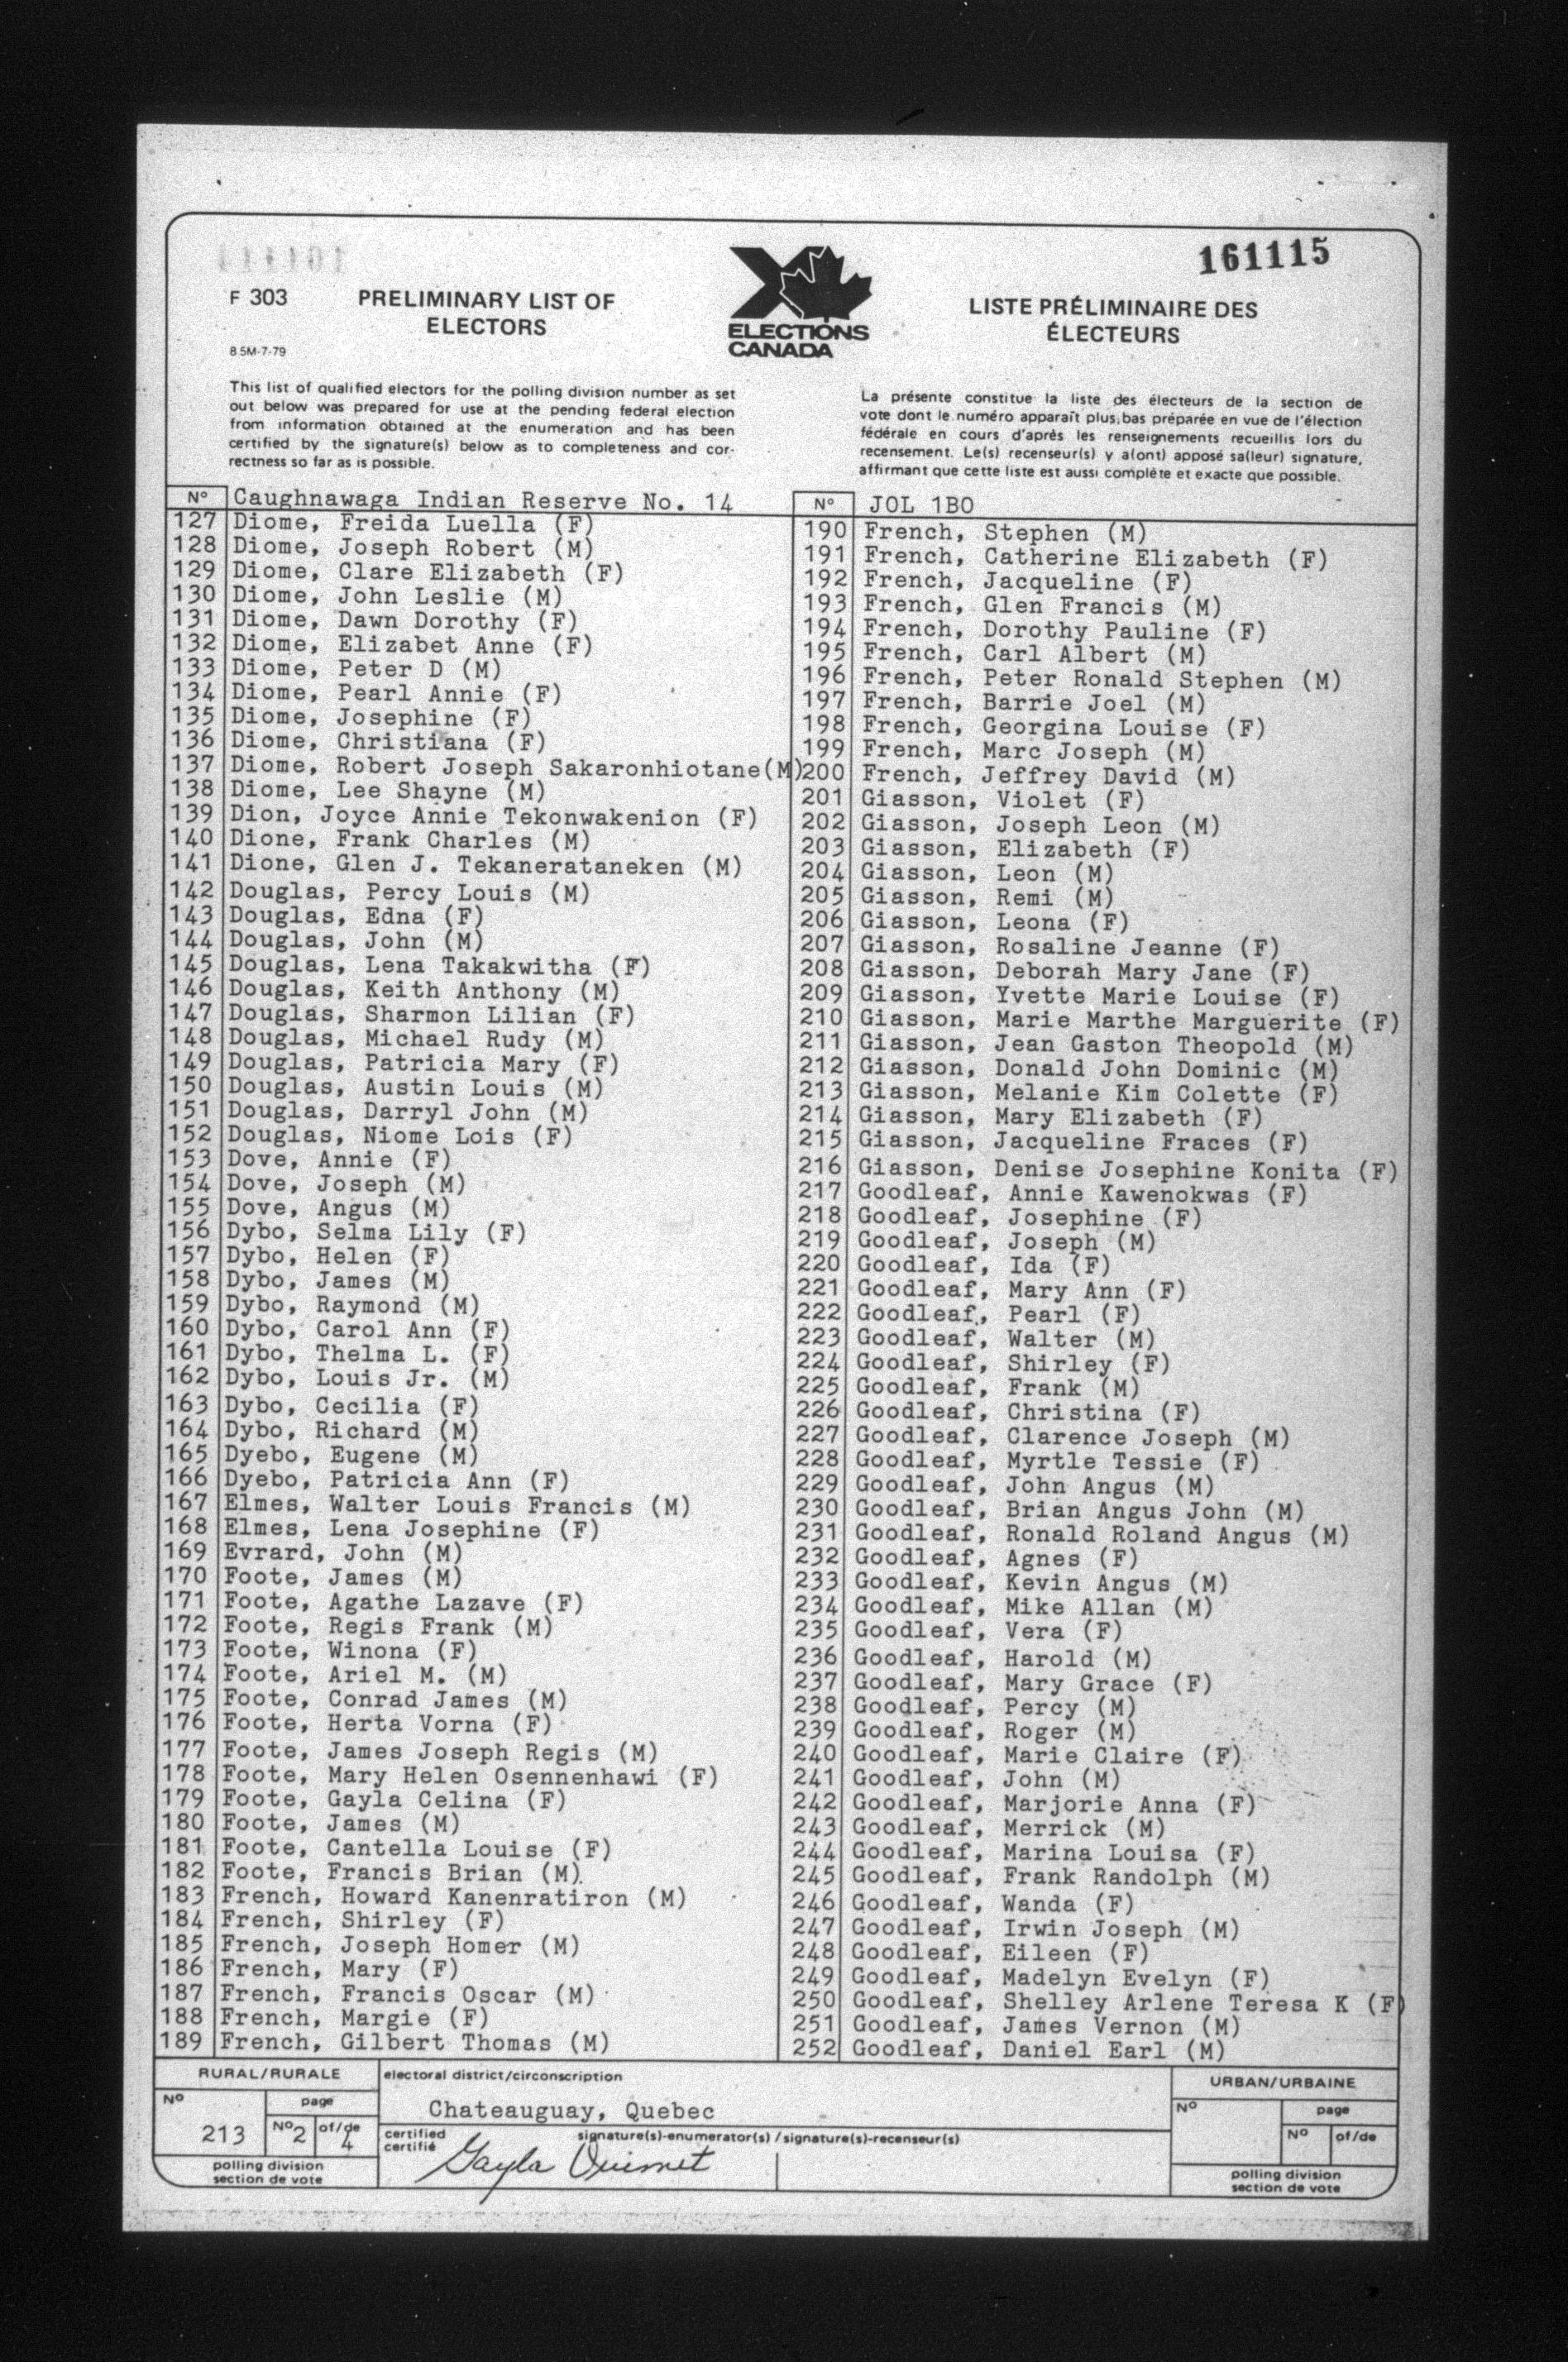 161115
F 303
PRELIMINARY LIST OF
ELECTORS
8 5M-7-79
ELECTIONS
CANADA
LISTE PRÉLIMINAIRE DES
ÉLECTEURS
This list of qualified electors for the polling division number as set
out below was prepared for use at the pending federal election
from information obtained at the enumeration and has been
certified by the signature(s) below as to completeness and cor-
rectness so far as is possible.
La présente constitue la liste des électeurs de la section de
vote dont le numéro apparaît plus bas préparée en vue de l'élection
fédérale en cours d'après les renseignements recueillis lors du
recensement. Le(s) recenseur(s) y a(ont) apposé sa(leur) signature,
affirmant que cette liste est aussi complète et exacte que possible.
Nº Caughnawaga Indian Reserve No. 14
127 Diome, Freida Luella (F)
128 Diome, Joseph Robert (M)
129 Diome, Clare Elizabeth (F)
130 Diome, John Leslie (M)
131 Diome, Dawn Dorothy (F)
132 Diome, Elizabet Anne (F)
133 Diome, Peter D (M)
134 Diome, Pearl Annie (F)
135 Diome, Josephine (F)
136 Diome, Christiana (F)
137 Diome, Robert Joseph Sakaronhiotane(M)
138 Diome, Lee Shayne (M)
139 Dion, Joyce Annie Tekonwakenion (F)
140 Dione, Frank Charles (M)
141 Dione, Glen J. Tekanerataneken (M)
142 Douglas, Percy Louis (M)
143 Douglas, Edna (F)
144 Douglas, John (M)
145 Douglas, Lena Takakwitha (F)
146 Douglas, Keith Anthony (M)
147 Douglas, Sharmon Lilian (F)
148 Douglas, Michael Rudy (M)
149 Douglas, Patricia Mary (F)
150 Douglas, Austin Louis (M)
151 Douglas, Darryl John (M)
152 Douglas, Niome Lois (F)
153 Dove, Annie (F)
154 Dove, Joseph (M)
155 Dove, Angus (M)
156 Dybo, Selma Lily (F)
157 Dybo, Helen (F)
158 Dybo, James (M)
159 Dybo, Raymond (M)
160 Dybo, Carol Ann (F)
161 Dybo, Thelma L. (F)
162 Dybo, Louis Jr. (M)
163 Dybo, Cecilia (F)
164 Dybo, Richard (M)
165 Dyebo, Eugene (M)
166 Dyebo, Patricia Ann (F)
167 Elmes, Walter Louis Francis (M)
168 Elmes, Lena Josephine (F)
169 Evrard, John (M)
170 Foote, James (M)
171 Foote, Agathe Lazave (F)
172 Foote, Regis Frank (M)
173 Foote, Winona (F)
174 Foote, Ariel M. (M)
175 Foote, Conrad James (M)
176 Foote, Herta Vorna (F)
177 Foote, James Joseph Regis (M)
178 Foote, Mary Helen Osennenhawi (F)
179 Foote, Gayla Celina (F)
180 Foote, James (M)
181 Foote, Cantella Louise (F)
182 Foote, Francis Brian (M)
183 French, Howard Kanenratiron (M)
184 French, Shirley (F)
185 French, Joseph Homer (M)
186 French, Mary (F)
187 French, Francis Oscar (M)
188 French, Margie (F)
189 French, Gilbert Thomas (M)
Nº JOL 1BO
190 French, Stephen (M)
191 French, Catherine Elizabeth (F)
192 French, Jacqueline (F)
193 French, Glen Francis (M)
194 French, Dorothy Pauline (F)
195 French, Carl Albert (M)
196 French, Peter Ronald Stephen (M)
197 French, Barrie Joel (M)
198 French, Georgina Louise (F)
199 French, Marc Joseph (M)
200 French, Jeffrey David (M)
201 Giasson, Violet (F)
202 Giasson, Joseph Leon (M)
203 Giasson, Elizabeth (F)
204 Giasson, Leon (M)
205 Giasson, Remi (M)
206 Giasson, Leona (F)
207 Giasson, Rosaline Jeanne (F)
208 Giasson, Deborah Mary Jane (F)
209 Giasson, Yvette Marie Louise (F)
210 Giasson, Marie Marthe Marguerite (F)
211 Giasson, Jean Gaston Theopold (M)
212 Giasson, Donald John Dominic (M)
213 Giasson, Melanie Kim Colette (F)
214 Giasson, Mary Elizabeth (F)
215 Giasson, Jacqueline Fraces (F)
216 Giasson, Denise Josephine Konita (F)
217 Goodleaf, Annie Kawenokwas (F)
218 Goodleaf, Josephine (F)
219 Goodleaf, Joseph (M)
220 Goodleaf, Ida (F)
221 Goodleaf, Mary Ann (F)
222 Goodleaf, Pearl (F)
223 Goodleaf, Walter (M)
224 Goodleaf, Shirley (F)
225 Goodleaf, Frank (M)
226 Goodleaf, Christina (F)
227 Goodleaf, Clarence Joseph (M)
228 Goodleaf, Myrtle Tessie (F)
229 Goodleaf, John Angus (M)
230 Goodleaf, Brian Angus John (M)
231 Goodleaf, Ronald Roland Angus (M)
232 Goodleaf, Agnes (F)
233 Goodleaf, Kevin Angus (M)
234 Goodleaf, Mike Allan (M)
235 Goodleaf, Vera (F)
236 Goodleaf, Harold (M)
237 Goodleaf, Mary Grace (F)
238 Goodleaf, Percy (M)
239 Goodleaf, Roger (M)
240 Goodleaf, Marie Claire (F)
241 Goodleaf, John (M)
242 Goodleaf, Marjorie Anna (F)
243 Goodleaf, Merrick (M)
244 Goodleaf, Marina Louisa (F)
245 Goodleaf, Frank Randolph (M)
246 Goodleaf, Wanda (F)
247 Goodleaf, Irwin Joseph (M)
248 Goodleaf, Eileen (F)
249 Goodleaf, Madelyn Evelyn (F)
250 Goodleaf, Shelley Arlene Teresa K (F)
251 Goodleaf, James Vernon (M)
252 Goodleaf, Daniel Earl (M)
RURAL/RURALE
Nº
213
page
Nº 2
of/de 4
polling division
section de vote
electoral district/circonscription
Chateauguay, Quebec
certified
certifié
signature(s)-enumerator(s) / signature(s)-recenseur(s)
Gayla Ouimet
URBAN/URBAINE
Nº
page
Nº
of/de
polling division
section de vote